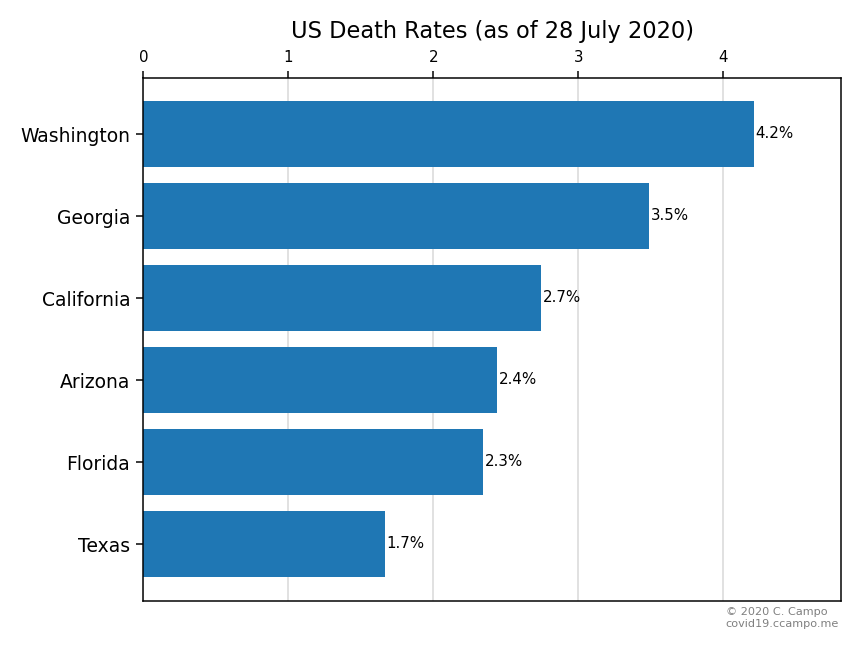 US Death Rates (as of 28 July 2020)
0 1 2 3 4
Washington 4.2%
Georgia 3.5%
California 2.7%
Arizona 2.4%
Florida 2.3%
Texas 1.7%
© 2020 C. Campo
covid19.ccampo.me